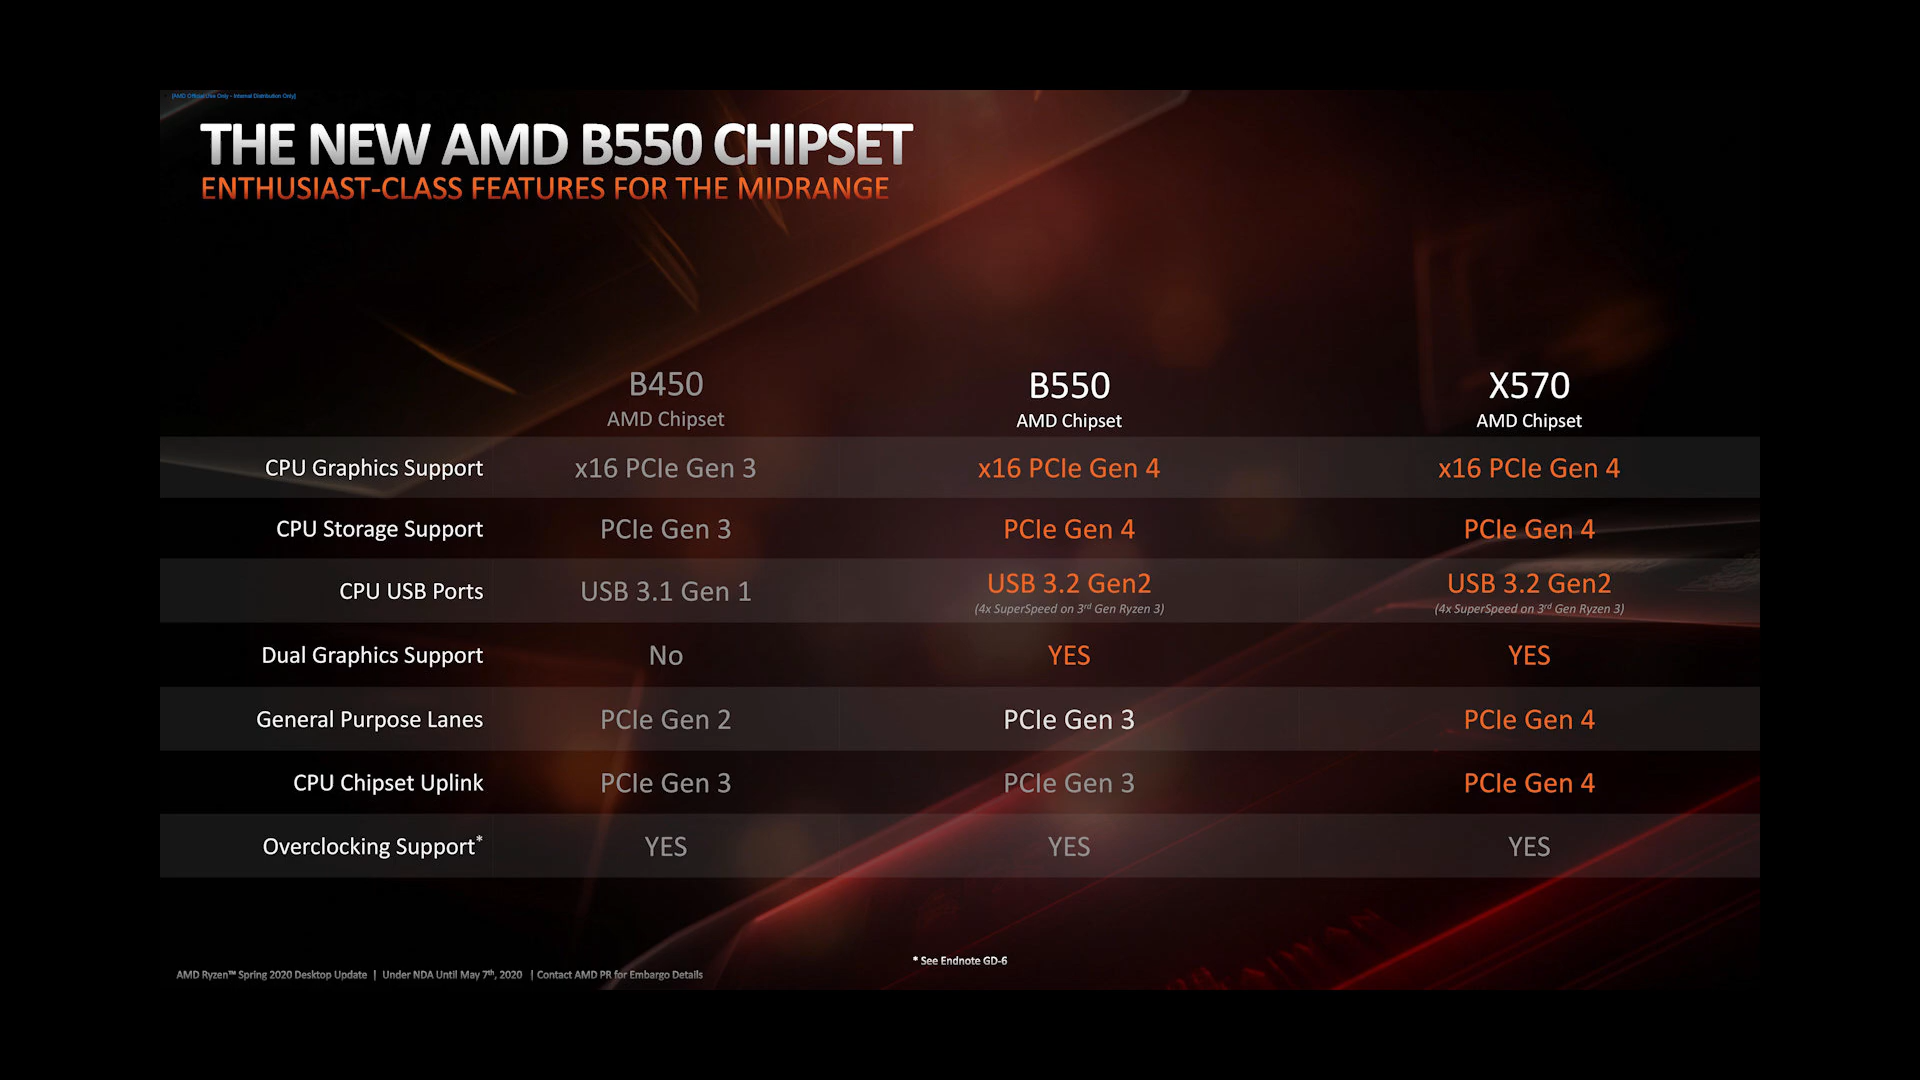 [AMD Official Use Only - Internal Distribution Only]
THE NEW AMD B550 CHIPSET
ENTHUSIAST-CLASS FEATURES FOR THE MIDRANGE
B450 B550 X570
AMD Chipset AMD Chipset AMD Chipset
CPU Graphics Support x16 PCIe Gen 3 x16 PCIe Gen 4 x16 PCIe Gen 4
CPU Storage Support PCIe Gen 3 PCIe Gen 4 PCIe Gen 4
CPU USB Ports USB 3.1 Gen 1 USB 3.2 Gen2 USB 3.2 Gen2
(4x SuperSpeed on 3rd Gen Ryzen 3) (4x SuperSpeed on 3rd Gen Ryzen 3)
Dual Graphics Support No YES YES
General Purpose Lanes PCIe Gen 2 PCIe Gen 3 PCIe Gen 4
CPU Chipset Uplink PCIe Gen 3 PCIe Gen 3 PCIe Gen 4
Overclocking Support* YES YES YES
* See Endnote GD-6
AMD Ryzen™ Spring 2020 Desktop Update | Under NDA Until May 7th, 2020 | Contact AMD PR for Embargo Details